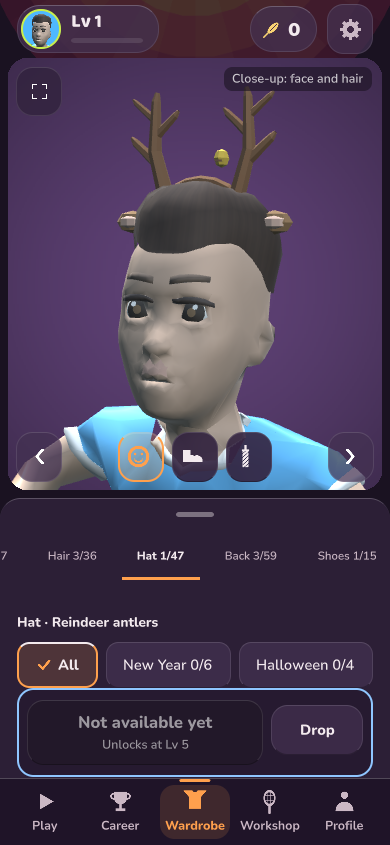 Lv 1
0
Close-up: face and hair
7
Hair 3/36
Hat 1/47
Back 3/59
Shoes 1/15
Hat · Reindeer antlers
All
New Year 0/6
Halloween 0/4
Not available yet
Unlocks at Lv 5
Drop
Play
Career
Wardrobe
Workshop
Profile